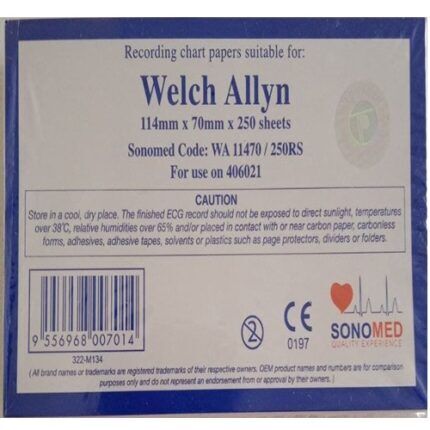 Recording chart papers suitable for:
Welch Allyn
114mm x 70mm x 250 sheets
Sonomed Code: WA 11470 / 250RS
For use on 406021
CAUTION
Store in a cool, dry place. The finished ECG record should not be exposed to direct sunlight, temperatures
over 38°C, relative humidities over 65% and/or placed in contact with or near carbon paper, carbonless
forms, adhesives, adhesive tapes, solvents or plastics such as page protectors, dividers or folders.
9 556968 007014
322-M134
2
CE
0197
SONOMED
QUALITY EXPERIENCE
( All brand names or trademarks are registered trademarks of their respective owners. OEM product names and numbers are for comparison
purposes only and do not represent an endorsement from or approval by their owners. )